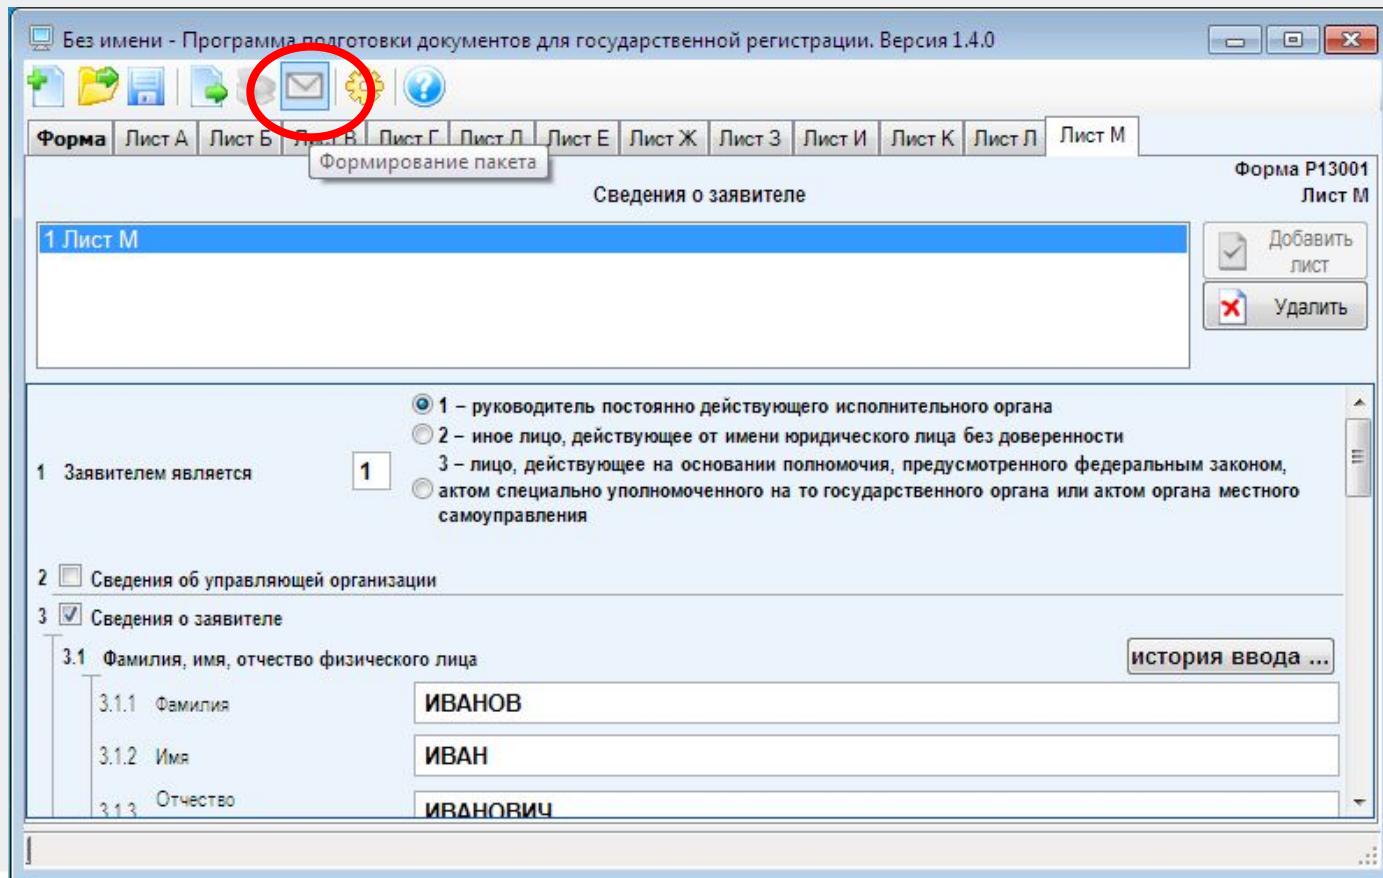 Без имени - Программа подготовки документов для государственной регистрации. Версия 1.4.0
Форма Лист А Лист Б Лист В Лист Г Лист Д Лист Е Лист Ж Лист З Лист И Лист К Лист Л Лист М
Формирование пакета
Форма Р13001
Сведения о заявителе
Лист М
1 Лист М
Добавить
лист
Удалить
1 – руководитель постоянно действующего исполнительного органа
2 – иное лицо, действующее от имени юридического лица без доверенности
1 Заявителем является 1
3 – лицо, действующее на основании полномочия, предусмотренного федеральным законом,
актом специально уполномоченного на то государственного органа или актом органа местного
самоуправления
2 Сведения об управляющей организации
3 Сведения о заявителе
3.1 Фамилия, имя, отчество физического лица
история ввода ...
3.1.1 Фамилия ИВАНОВ
3.1.2 Имя ИВАН
3.1.3 Отчество ИВАНОВИЧ